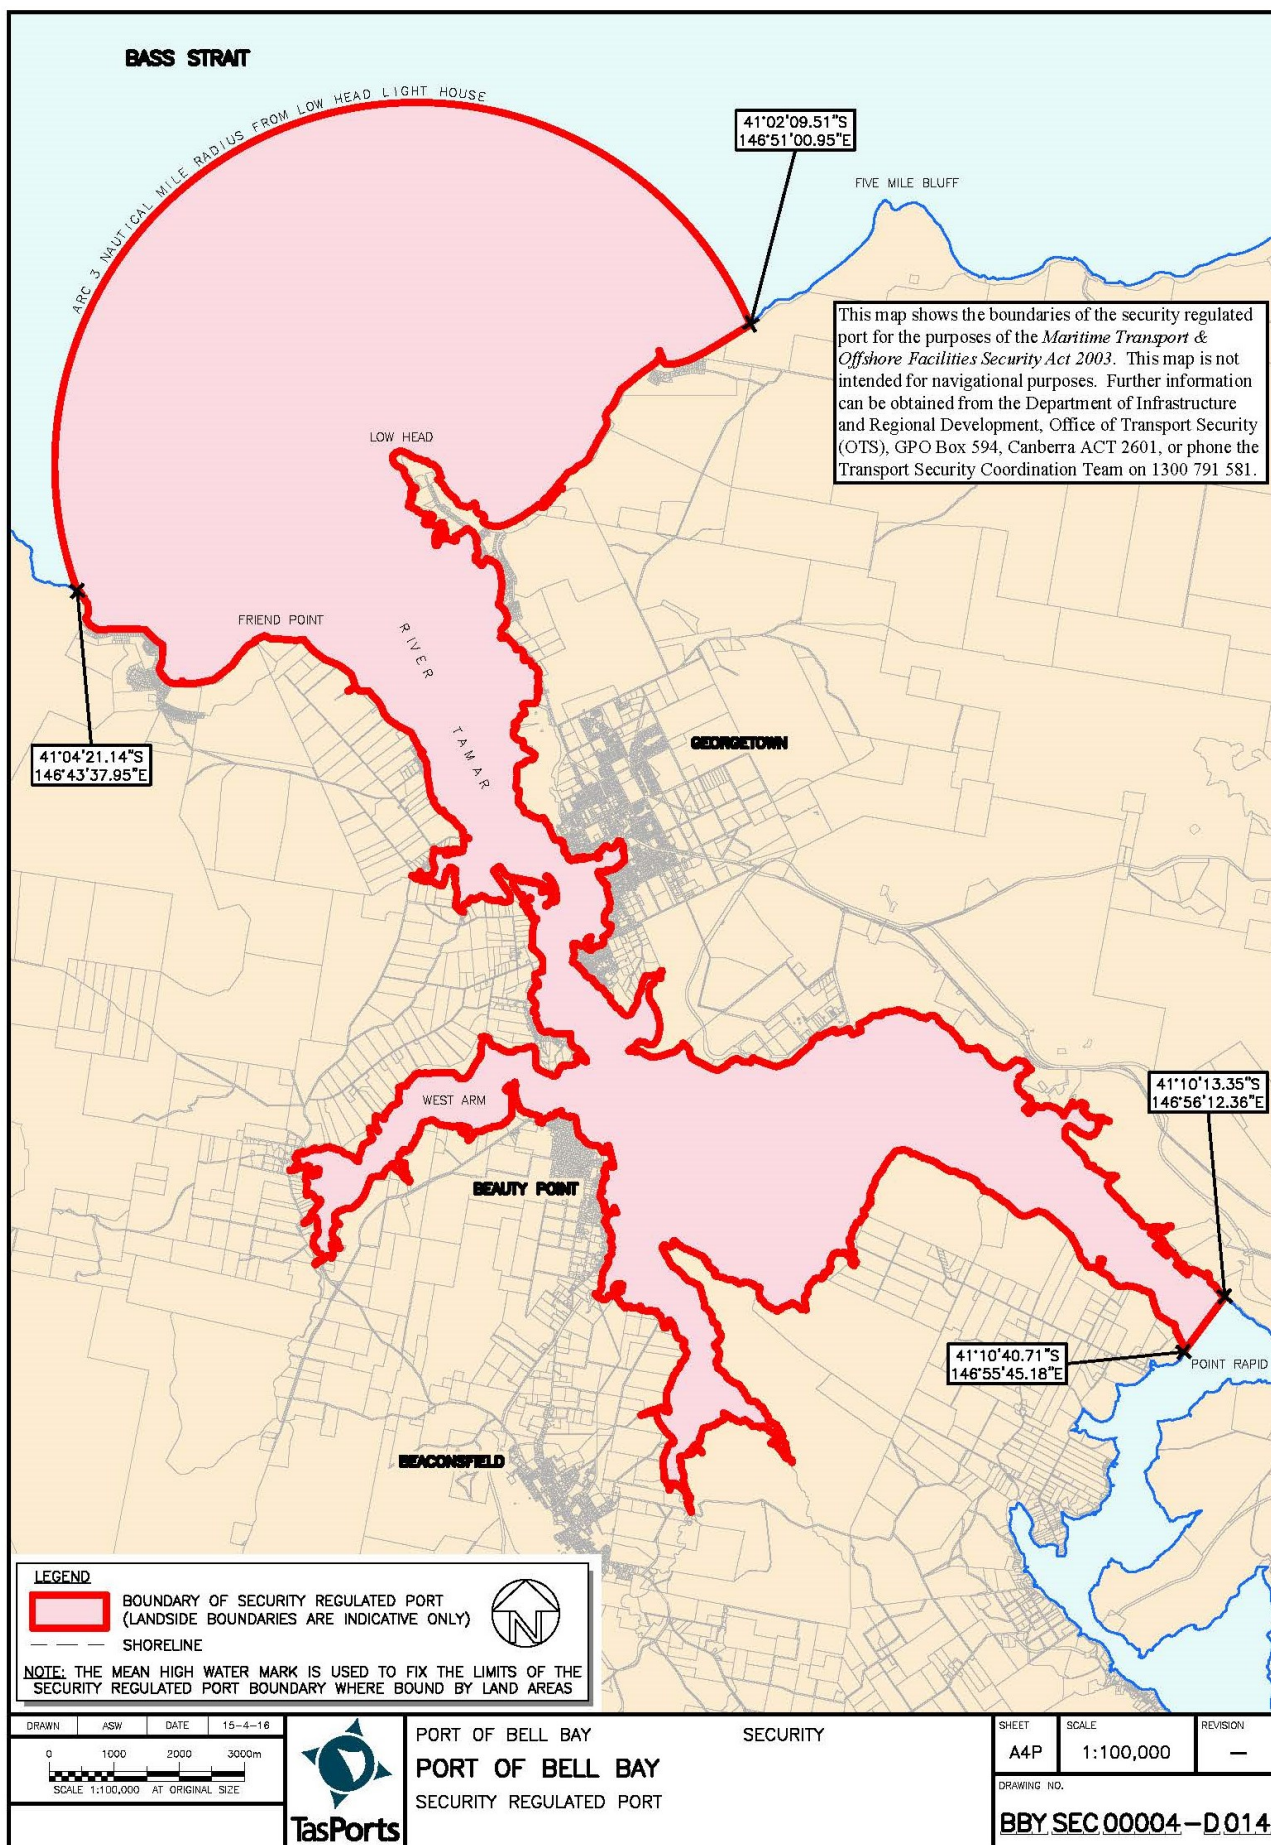 BASS STRAIT
ARC 3 NAUTICAL MILE RADIUS FROM LOW HEAD LIGHT HOUSE
41°02'09.51"S
146°51'00.95"E
FIVE MILE BLUFF
This map shows the boundaries of the security regulated
port for the purposes of the Maritime Transport &
Offshore Facilities Security Act 2003. This map is not
intended for navigational purposes. Further information
can be obtained from the Department of Infrastructure
and Regional Development, Office of Transport Security
(OTS), GPO Box 594, Canberra ACT 2601, or phone the
Transport Security Coordination Team on 1300 791 581.
LOW HEAD
FRIEND POINT
RIVER TAMAR
41°04'21.14"S
146°43'37.95"E
GEORGETOWN
WEST ARM
41°10'13.35"S
146°56'12.36"E
BEAUTY POINT
41°10'40.71"S
146°55'45.18"E
POINT RAPID
BEACONSFIELD
LEGEND
BOUNDARY OF SECURITY REGULATED PORT
(LANDSIDE BOUNDARIES ARE INDICATIVE ONLY)
N
SHORELINE
NOTE: THE MEAN HIGH WATER MARK IS USED TO FIX THE LIMITS OF THE
SECURITY REGULATED PORT BOUNDARY WHERE BOUND BY LAND AREAS
DRAWN ASW DATE 15-4-16
0 1000 2000 3000m
SCALE 1:100,000 AT ORIGINAL SIZE
TasPorts
PORT OF BELL BAY SECURITY
PORT OF BELL BAY
SECURITY REGULATED PORT
SHEET SCALE REVISION
A4P 1:100,000 —
DRAWING NO.
BBY SEC 00004-D 014